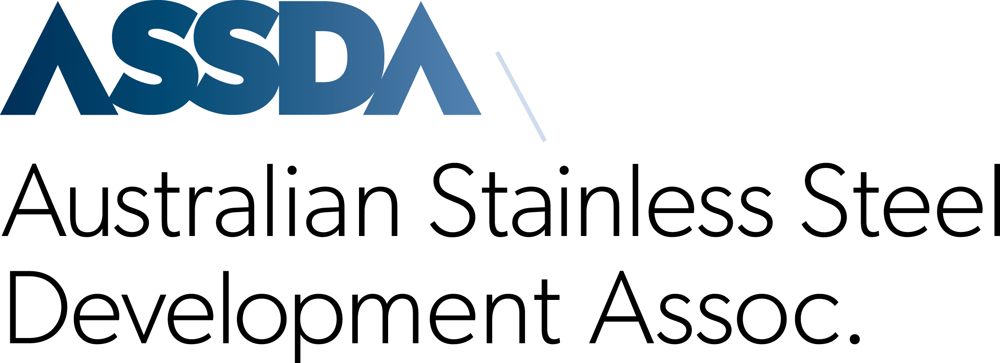 ASSDA
Australian Stainless Steel
Development Assoc.